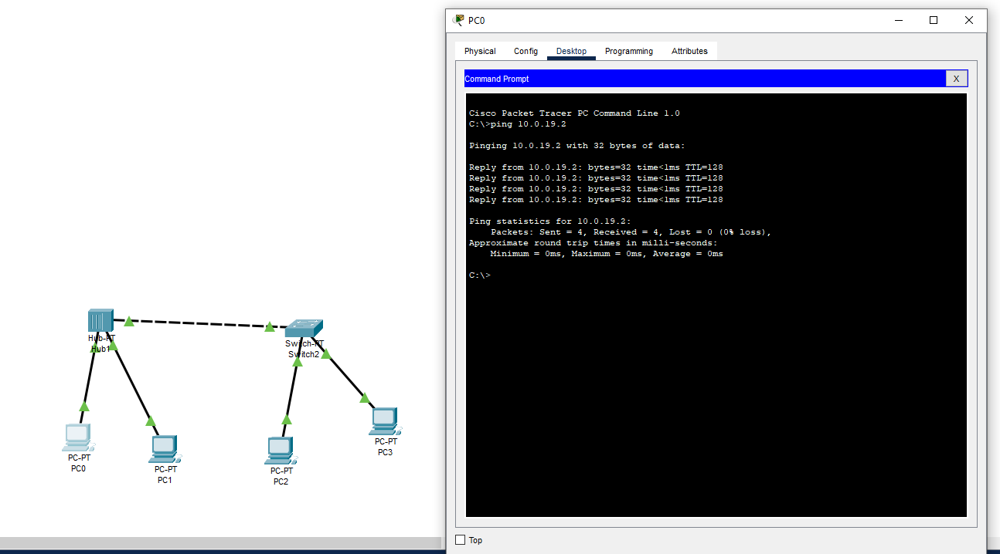 PC0
Physical Config Desktop Programming Attributes
Command Prompt X
Cisco Packet Tracer PC Command Line 1.0
C:\>ping 10.0.19.2
Pinging 10.0.19.2 with 32 bytes of data:
Reply from 10.0.19.2: bytes=32 time<1ms TTL=128
Reply from 10.0.19.2: bytes=32 time<1ms TTL=128
Reply from 10.0.19.2: bytes=32 time<1ms TTL=128
Reply from 10.0.19.2: bytes=32 time<1ms TTL=128
Ping statistics for 10.0.19.2:
Packets: Sent = 4, Received = 4, Lost = 0 (0% loss),
Approximate round trip times in milli-seconds:
Minimum = 0ms, Maximum = 0ms, Average = 0ms
C:\>
Top
Hub-PT
Hub1
Switch-PT
Switch2
PC-PT
PC0
PC-PT
PC1
PC-PT
PC2
PC-PT
PC3